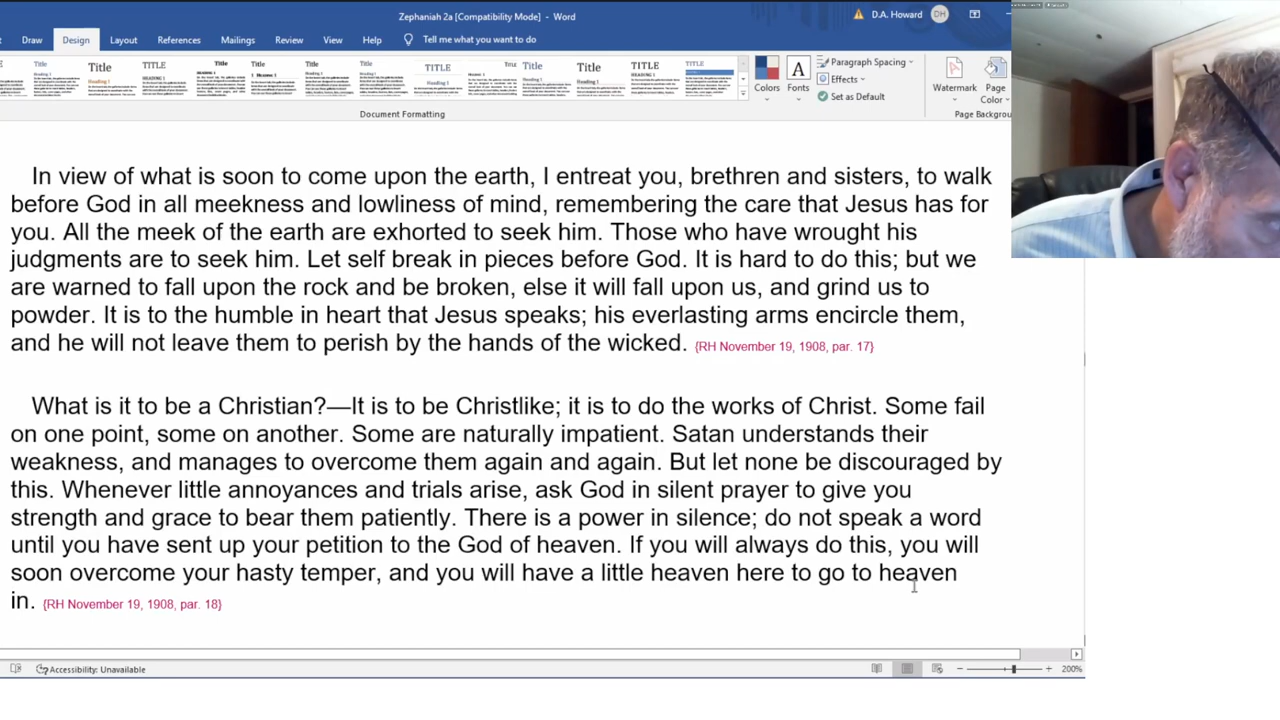 Zephaniah 2a [Compatibility Mode] - Word
D.A. Howard DH
Draw Design Layout References Mailings Review View Help Tell me what you want to do
Paragraph Spacing
Effects
Set as Default
Colors Fonts Watermark Page
Color
Document Formatting Page Backgrou
In view of what is soon to come upon the earth, I entreat you, brethren and sisters, to walk
before God in all meekness and lowliness of mind, remembering the care that Jesus has for
you. All the meek of the earth are exhorted to seek him. Those who have wrought his
judgments are to seek him. Let self break in pieces before God. It is hard to do this; but we
are warned to fall upon the rock and be broken, else it will fall upon us, and grind us to
powder. It is to the humble in heart that Jesus speaks; his everlasting arms encircle them,
and he will not leave them to perish by the hands of the wicked. {RH November 19, 1908, par. 17}
What is it to be a Christian?—It is to be Christlike; it is to do the works of Christ. Some fail
on one point, some on another. Some are naturally impatient. Satan understands their
weakness, and manages to overcome them again and again. But let none be discouraged by
this. Whenever little annoyances and trials arise, ask God in silent prayer to give you
strength and grace to bear them patiently. There is a power in silence; do not speak a word
until you have sent up your petition to the God of heaven. If you will always do this, you will
soon overcome your hasty temper, and you will have a little heaven here to go to heaven
in. {RH November 19, 1908, par. 18}
Accessibility: Unavailable
200%